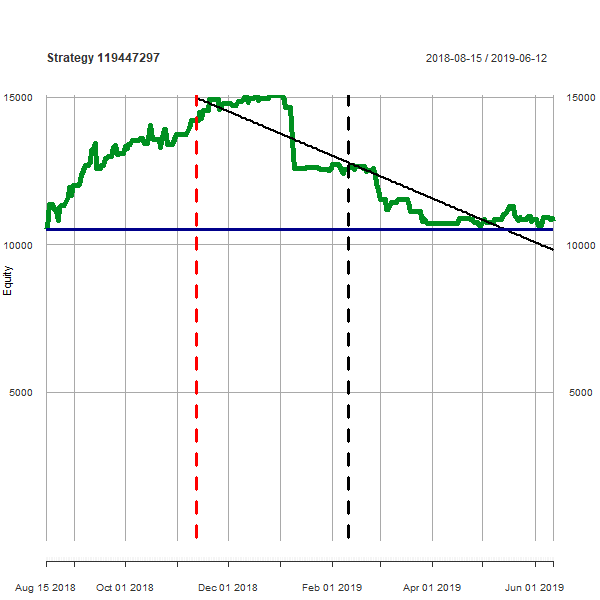 Strategy 119447297
2018-08-15 / 2019-06-12
15000
15000
10000
10000
Equity
5000
5000
Aug 15 2018
Oct 01 2018
Dec 01 2018
Feb 01 2019
Apr 01 2019
Jun 01 2019